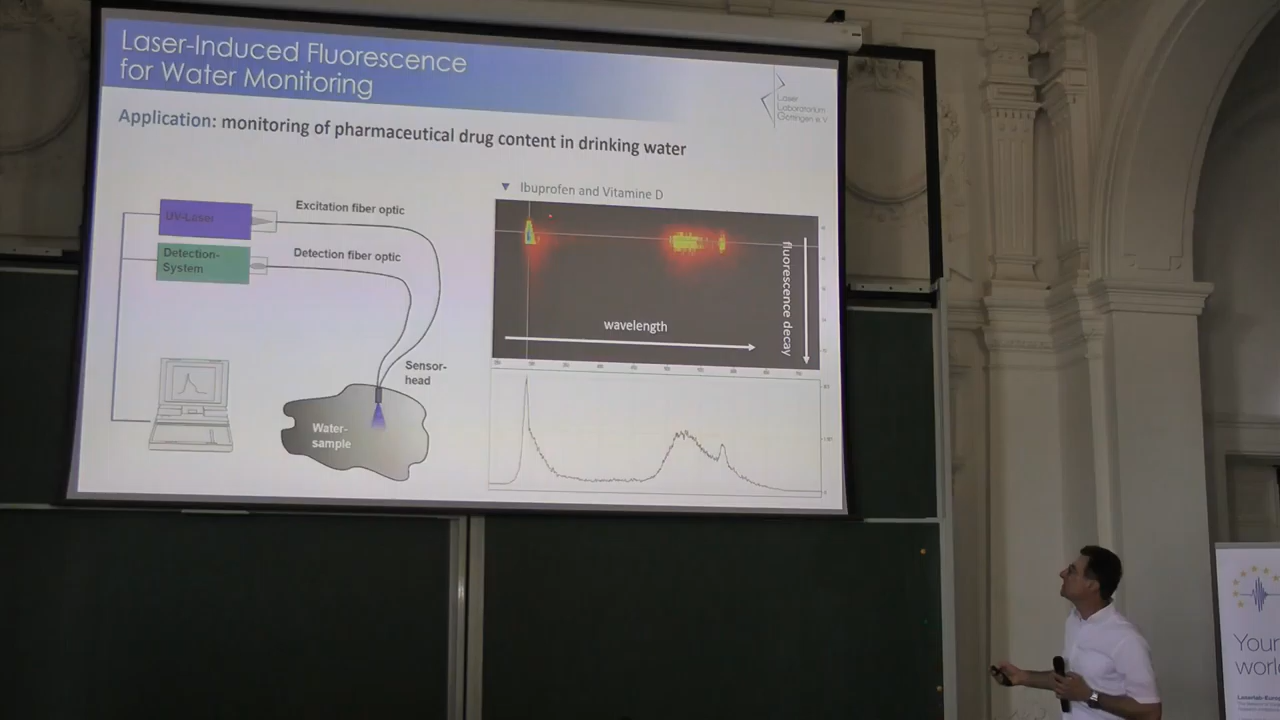 Laser-Induced Fluorescence
for Water Monitoring
Laser
Laboratorium
Göttingen e.V.
Application: monitoring of pharmaceutical drug content in drinking water
Ibuprofen and Vitamine D
UV-Laser
Excitation fiber optic
Detection-
System
Detection fiber optic
Sensor-
head
Water-
sample
wavelength
fluorescence decay
Your